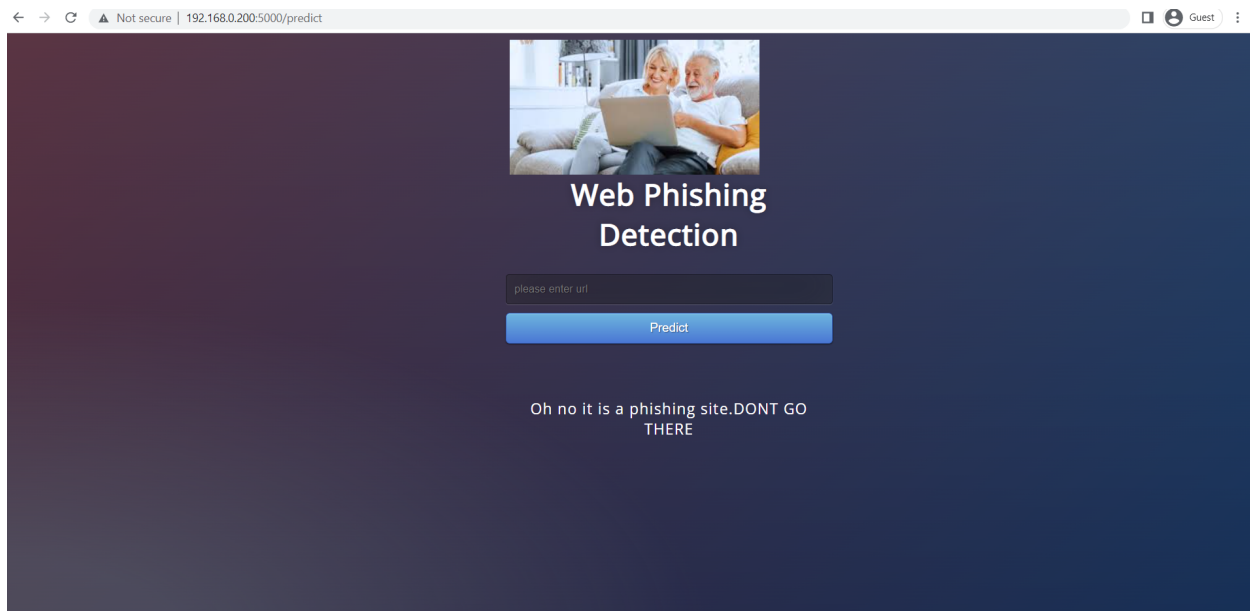 Not secure | 192.168.0.200:5000/predict
Guest
Web Phishing
Detection
please enter url
Predict
Oh no it is a phishing site.DONT GO
THERE